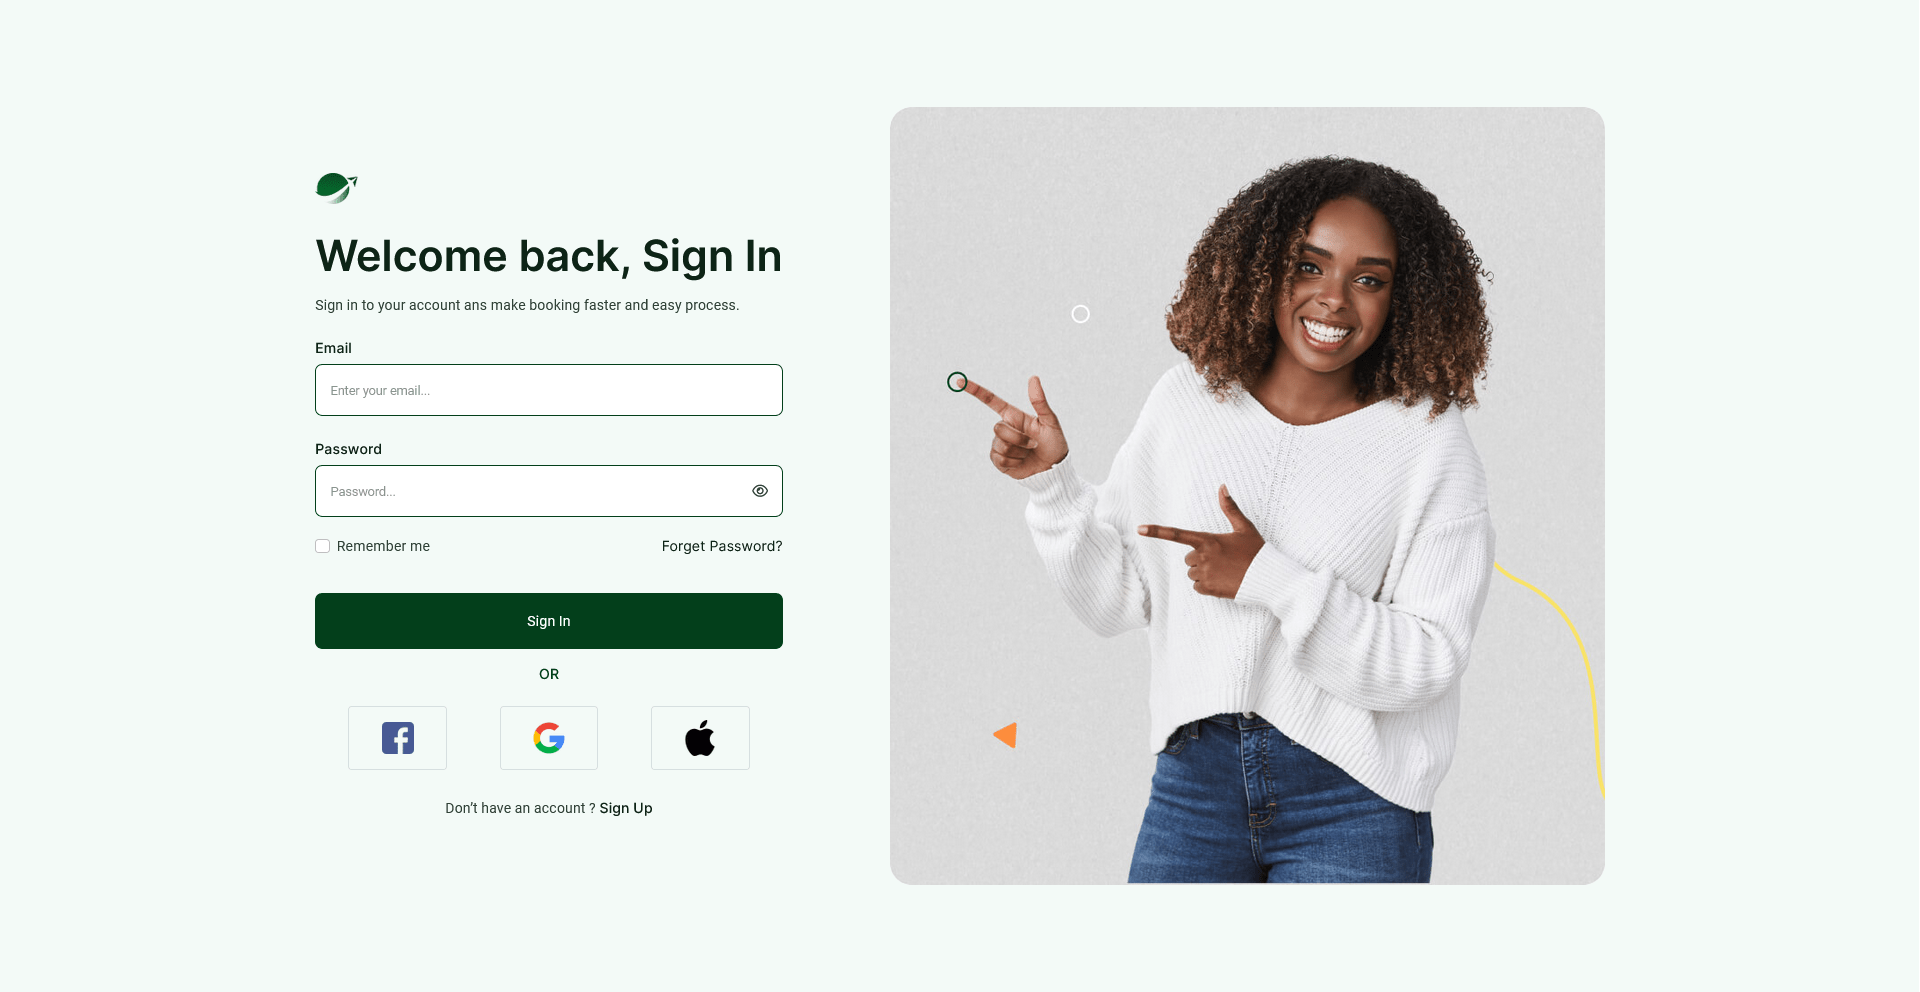 Welcome back, Sign In
Sign in to your account ans make booking faster and easy process.
Email
Enter your email...
Password
Password...
Remember me
Forget Password?
Sign In
OR
Don’t have an account ? Sign Up